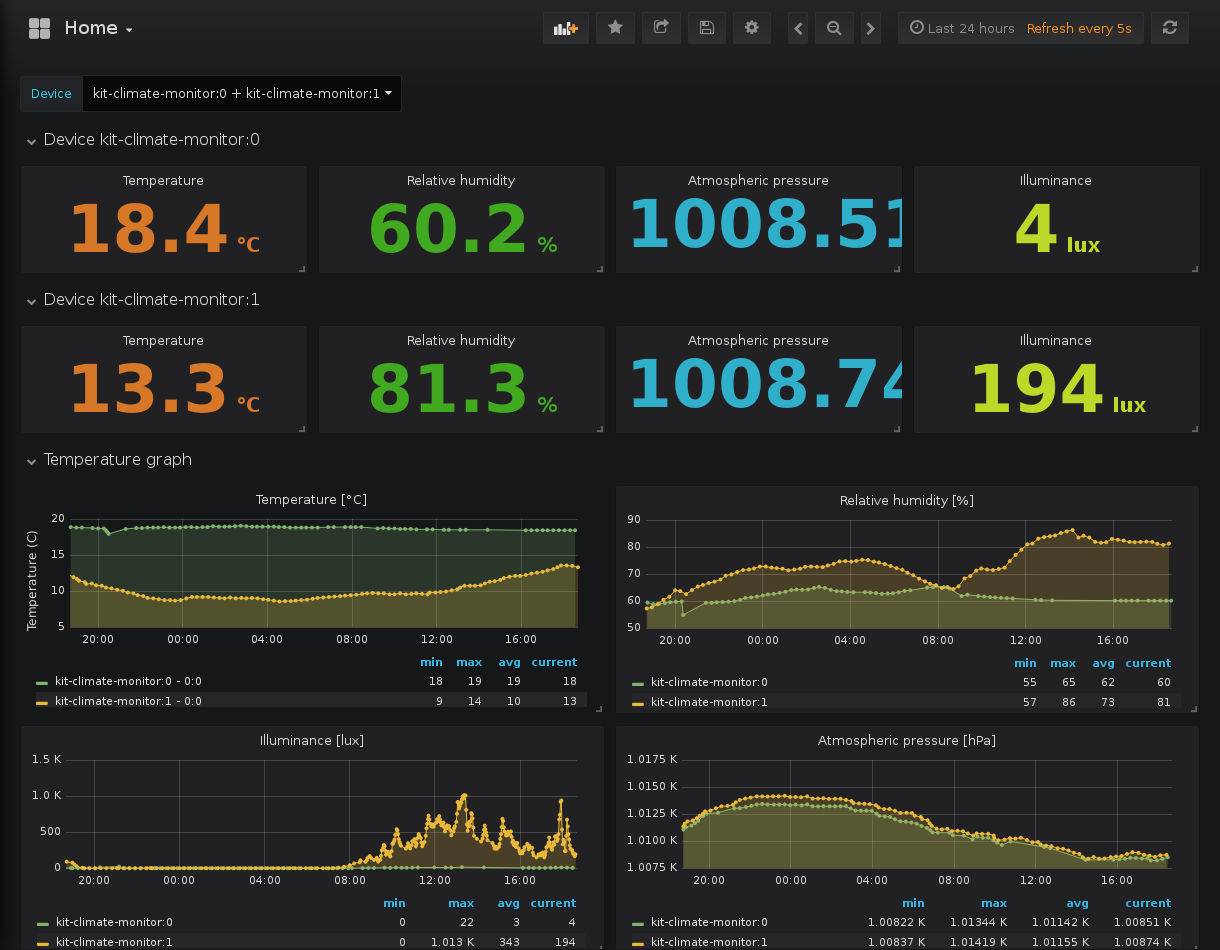 Home
Last 24 hours Refresh every 5s
Device kit-climate-monitor:0 + kit-climate-monitor:1
Device kit-climate-monitor:0
Temperature Relative humidity Atmospheric pressure Illuminance
18.4 °C 60.2 % 1008.51 4 lux
Device kit-climate-monitor:1
Temperature Relative humidity Atmospheric pressure Illuminance
13.3 °C 81.3 % 1008.74 194 lux
Temperature graph
Temperature [°C]
Temperature (C)
20
15
10
5
20:00 00:00 04:00 08:00 12:00 16:00
min max avg current
kit-climate-monitor:0 - 0:0 18 19 19 18
kit-climate-monitor:1 - 0:0 9 14 10 13
Relative humidity [%]
90
80
70
60
50
20:00 00:00 04:00 08:00 12:00 16:00
min max avg current
kit-climate-monitor:0 55 65 62 60
kit-climate-monitor:1 57 86 73 81
Illuminance [lux]
1.5 K
1.0 K
500
0
20:00 00:00 04:00 08:00 12:00 16:00
min max avg current
kit-climate-monitor:0 0 22 3 4
kit-climate-monitor:1 0 1.013 K 343 194
Atmospheric pressure [hPa]
1.0175 K
1.0150 K
1.0125 K
1.0100 K
1.0075 K
20:00 00:00 04:00 08:00 12:00 16:00
min max avg current
kit-climate-monitor:0 1.00822 K 1.01344 K 1.01142 K 1.00851 K
kit-climate-monitor:1 1.00837 K 1.01419 K 1.01155 K 1.00874 K